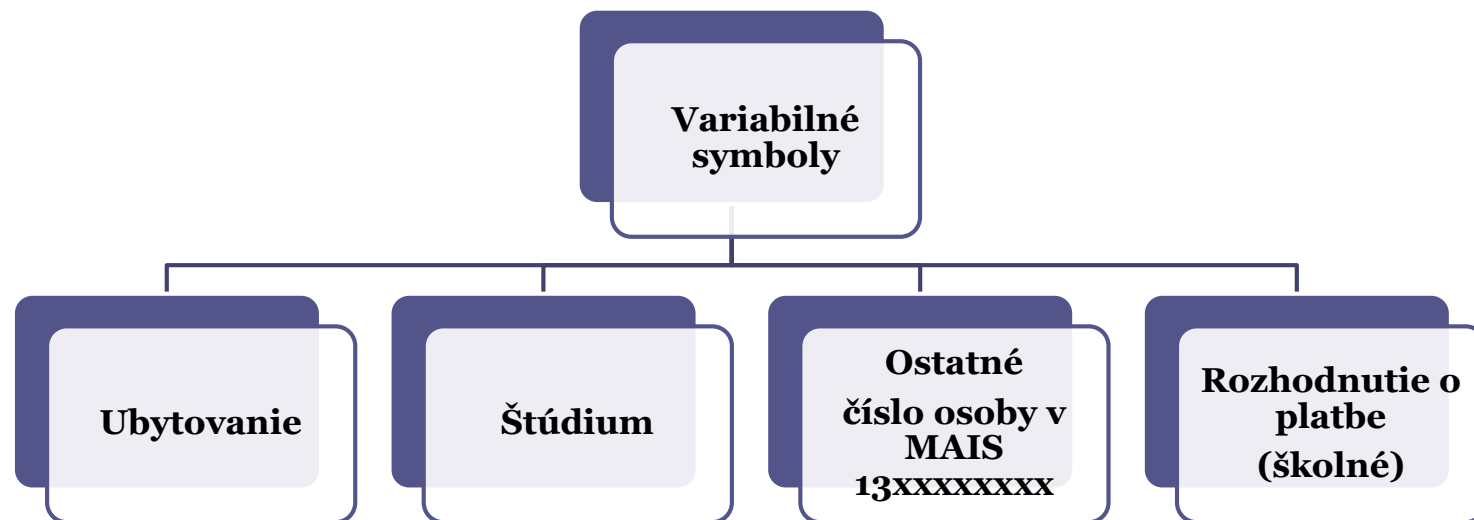 Variabilné
symboly
Ubytovanie
Štúdium
Ostatné
číslo osoby v
MAIS
13xxxxxxxx
Rozhodnutie o
platbe
(školné)